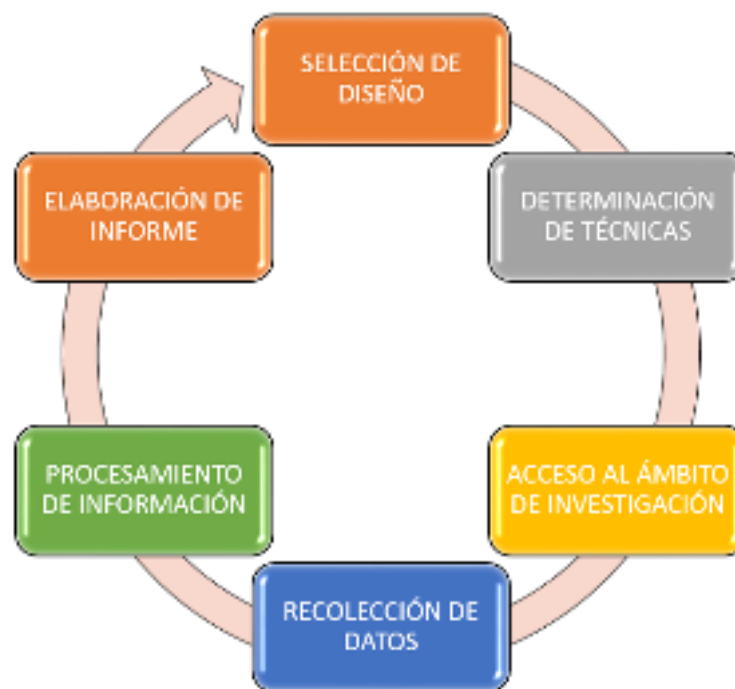 SELECCIÓN DE
DISEÑO
DETERMINACIÓN
DE TÉCNICAS
ACCESO AL ÁMBITO
DE INVESTIGACIÓN
RECOLECCIÓN DE
DATOS
PROCESAMIENTO
DE INFORMACIÓN
ELABORACIÓN DE
INFORME